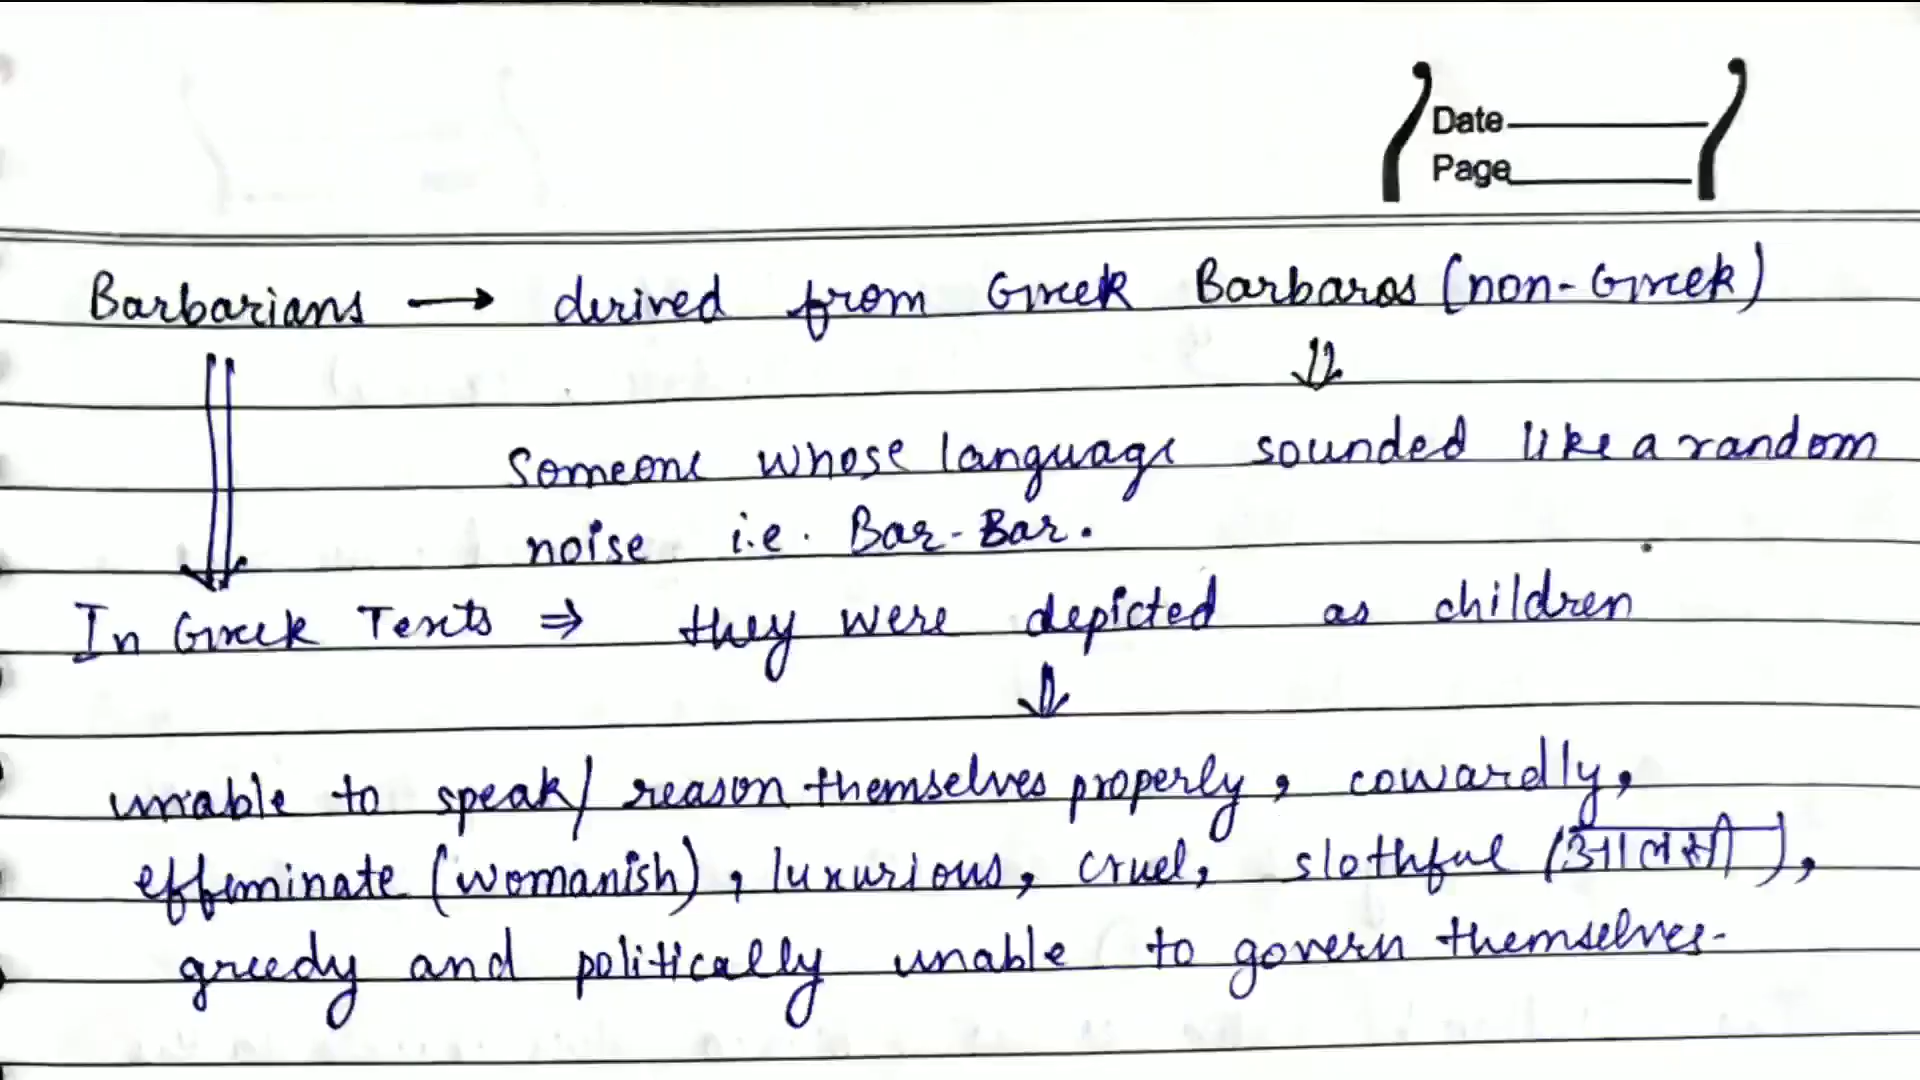 Date
Page
Barbarians → derived from Greek Barbaros (non-Greek)
⇓
Someone whose language sounded like a random
noise i.e. Bar-Bar.
In Greek Texts ⇒ they were depicted as children
⇓
unable to speak/ reason themselves properly, cowardly,
effeminate (womanish), luxurious, cruel, slothful (आलसी),
greedy and politically unable to govern themselves.